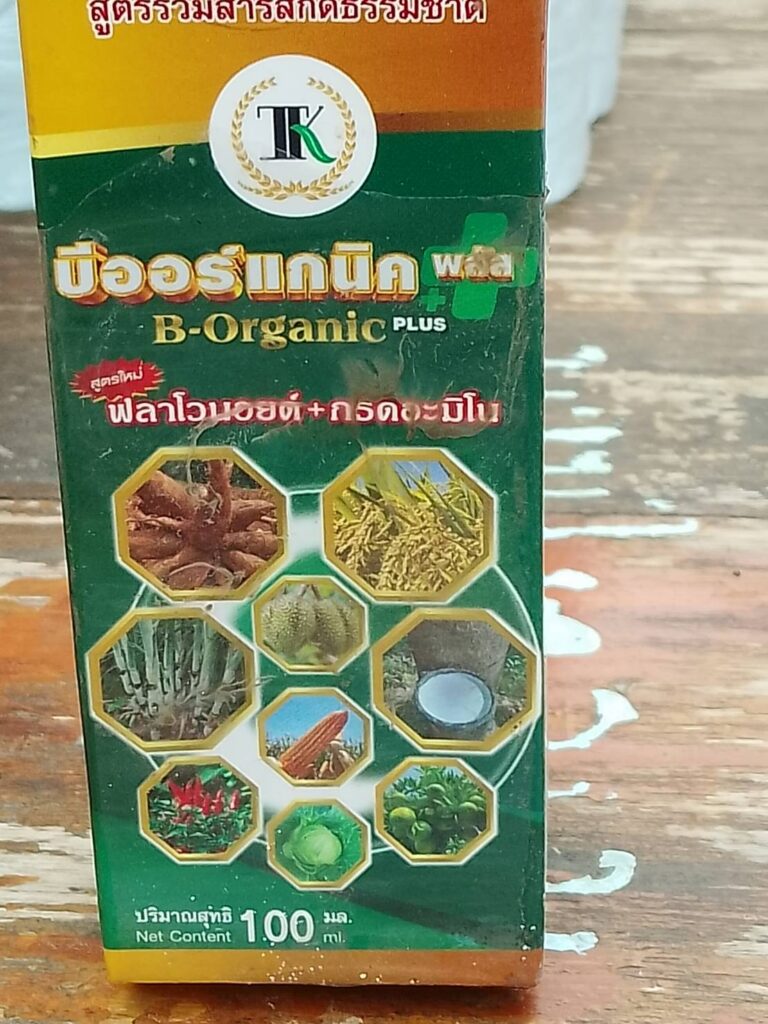 สูตรรวมสารสกัดธรรมชาติ
TK
บีออร์แกนิค พลัส
B-Organic PLUS
สูตรใหม่
ฟลาโวนอยด์+กรดอะมิโน
ปริมาณสุทธิ 100 มล.
Net Content ml.